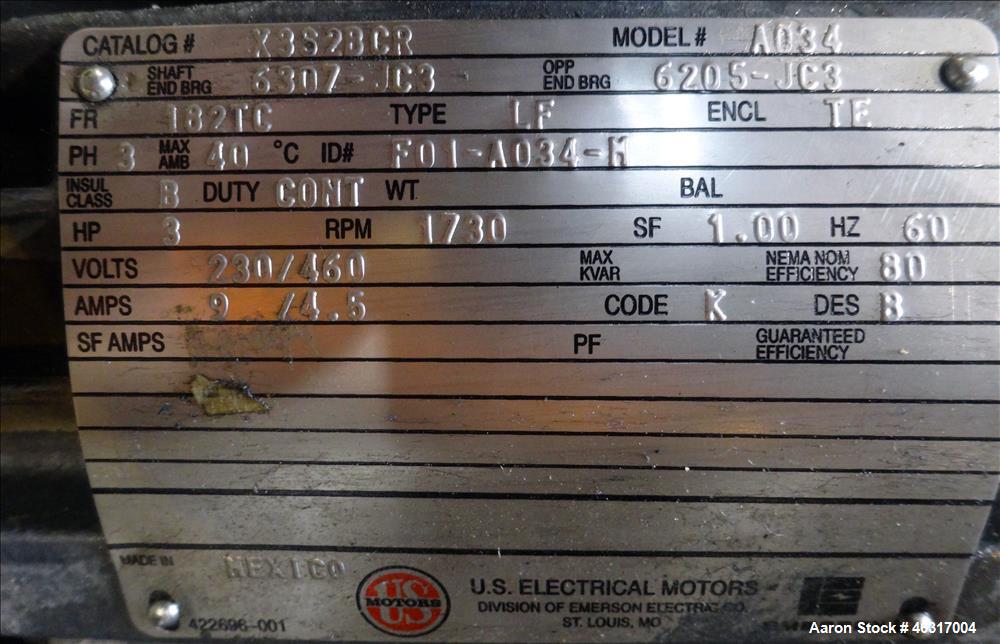 CATALOG # X3S2BCR MODEL # A034
SHAFT END BRG 6307-JC3 OPP END BRG 6205-JC3
FR 182TC TYPE LF ENCL TE
PH 3 MAX AMB 40 °C ID# F01-A034-M
INSUL CLASS B DUTY CONT WT BAL
HP 3 RPM 1730 SF 1.00 HZ 60
VOLTS 230/460 MAX KVAR NEMA NOM EFFICIENCY 80
AMPS 9 /4.5 CODE K DES B
SF AMPS PF GUARANTEED EFFICIENCY
MADE IN MEXICO
US MOTORS
U.S. ELECTRICAL MOTORS
DIVISION OF EMERSON ELECTRIC CO.
ST. LOUIS, MO
422696-001
Aaron Stock # 46317004